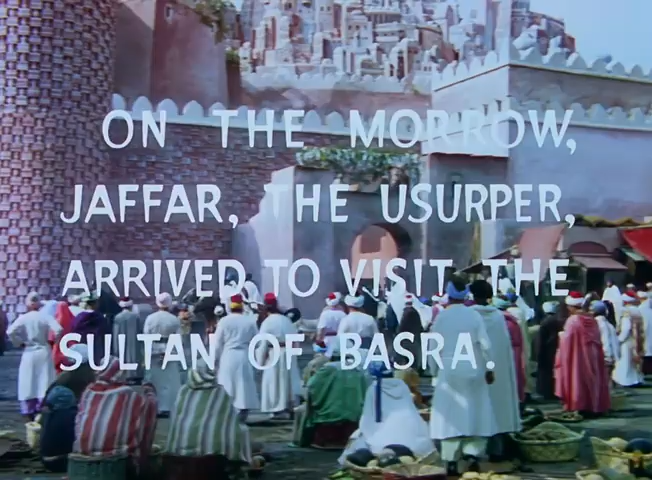 ON THE MORROW,
JAFFAR, THE USURPER,
ARRIVED TO VISIT THE
SULTAN OF BASRA.